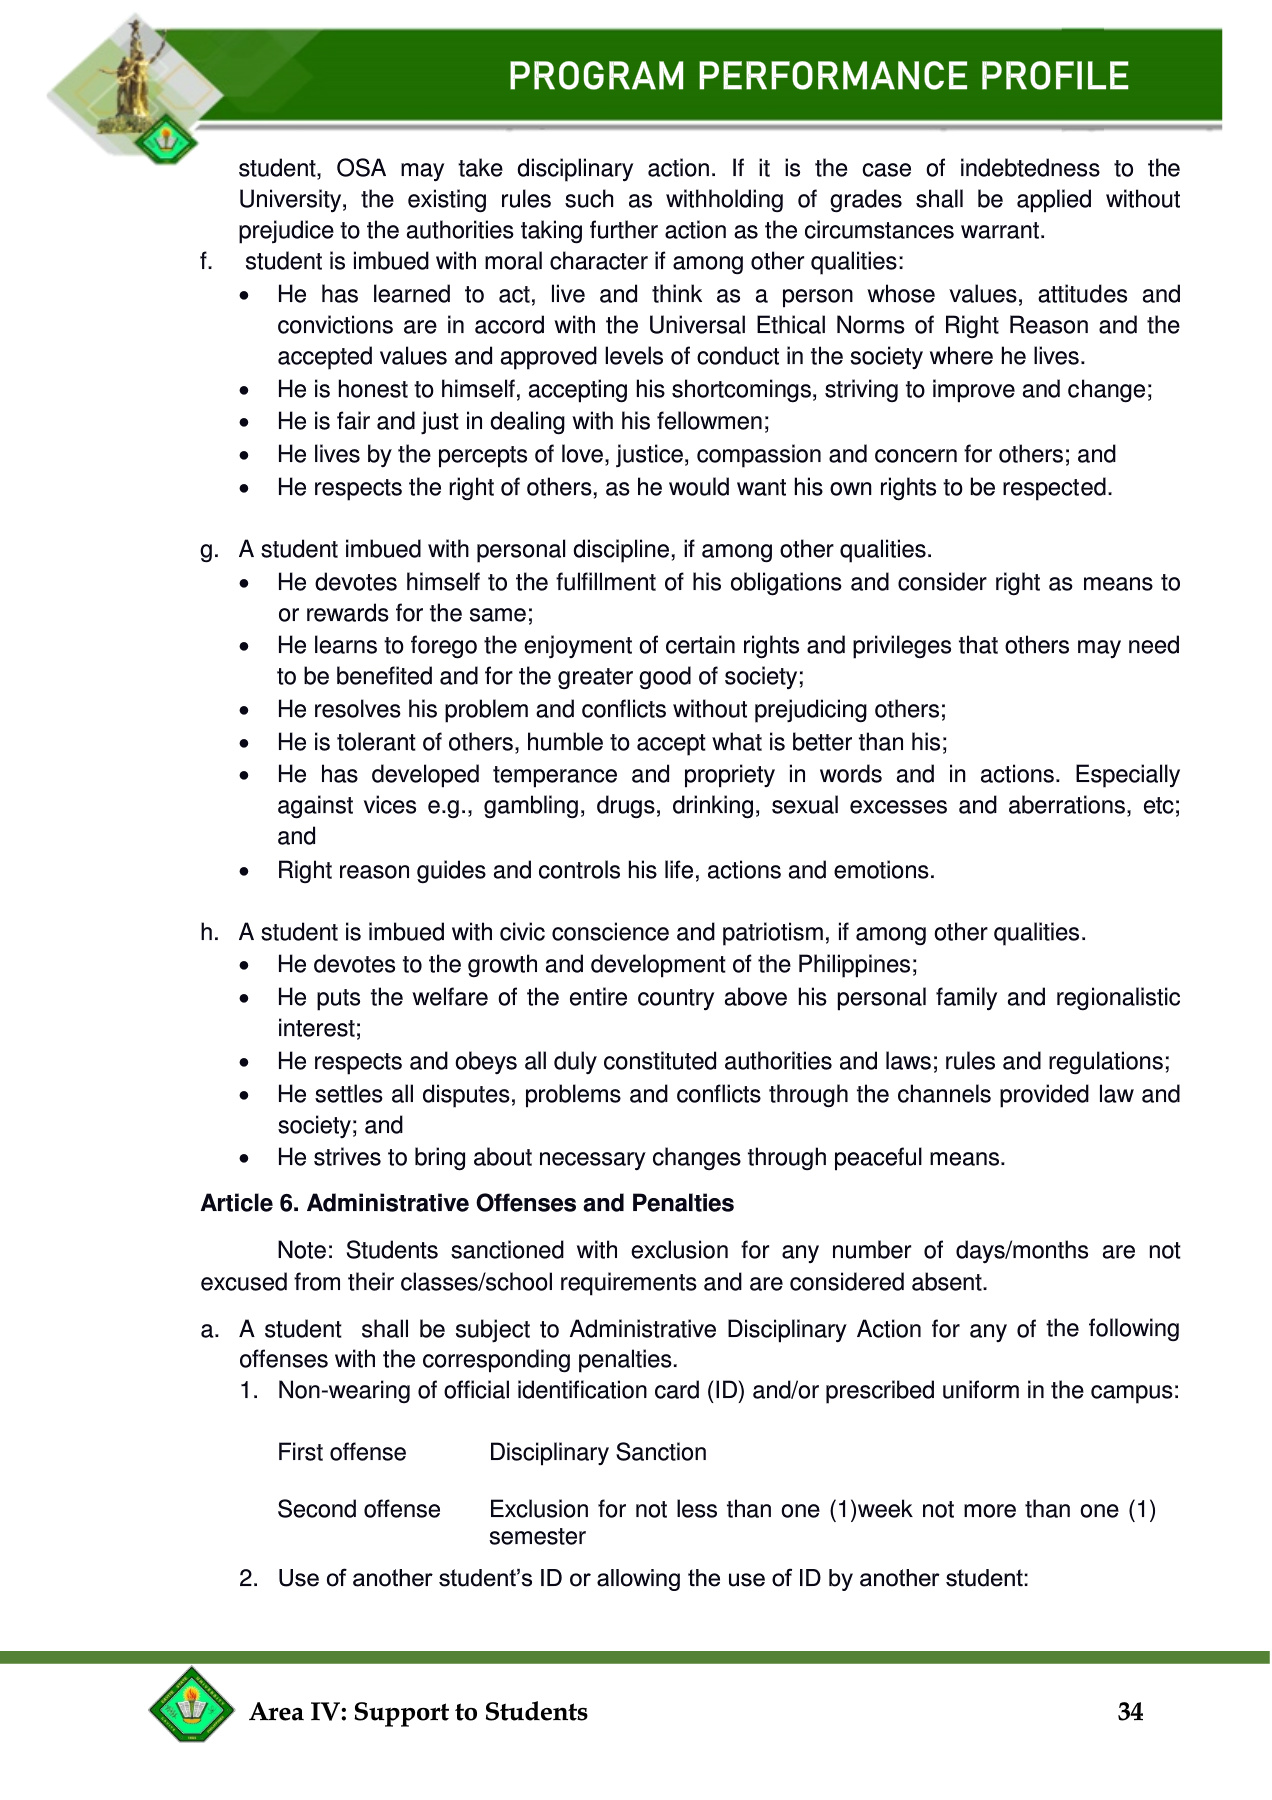 PROGRAM PERFORMANCE PROFILE
student, OSA may take disciplinary action. If it is the case of indebtedness to the
University, the existing rules such as withholding of grades shall be applied without
prejudice to the authorities taking further action as the circumstances warrant.
f. student is imbued with moral character if among other qualities:
• He has learned to act, live and think as a person whose values, attitudes and
convictions are in accord with the Universal Ethical Norms of Right Reason and the
accepted values and approved levels of conduct in the society where he lives.
• He is honest to himself, accepting his shortcomings, striving to improve and change;
• He is fair and just in dealing with his fellowmen;
• He lives by the percepts of love, justice, compassion and concern for others; and
• He respects the right of others, as he would want his own rights to be respected.
g. A student imbued with personal discipline, if among other qualities.
• He devotes himself to the fulfillment of his obligations and consider right as means to
or rewards for the same;
• He learns to forego the enjoyment of certain rights and privileges that others may need
to be benefited and for the greater good of society;
• He resolves his problem and conflicts without prejudicing others;
• He is tolerant of others, humble to accept what is better than his;
• He has developed temperance and propriety in words and in actions. Especially
against vices e.g., gambling, drugs, drinking, sexual excesses and aberrations, etc;
and
• Right reason guides and controls his life, actions and emotions.
h. A student is imbued with civic conscience and patriotism, if among other qualities.
• He devotes to the growth and development of the Philippines;
• He puts the welfare of the entire country above his personal family and regionalistic
interest;
• He respects and obeys all duly constituted authorities and laws; rules and regulations;
• He settles all disputes, problems and conflicts through the channels provided law and
society; and
• He strives to bring about necessary changes through peaceful means.
Article 6. Administrative Offenses and Penalties
Note: Students sanctioned with exclusion for any number of days/months are not
excused from their classes/school requirements and are considered absent.
a. A student shall be subject to Administrative Disciplinary Action for any of the following
offenses with the corresponding penalties.
1. Non-wearing of official identification card (ID) and/or prescribed uniform in the campus:
First offense Disciplinary Sanction
Second offense Exclusion for not less than one (1)week not more than one (1)
semester
2. Use of another student’s ID or allowing the use of ID by another student:
Area IV: Support to Students 34